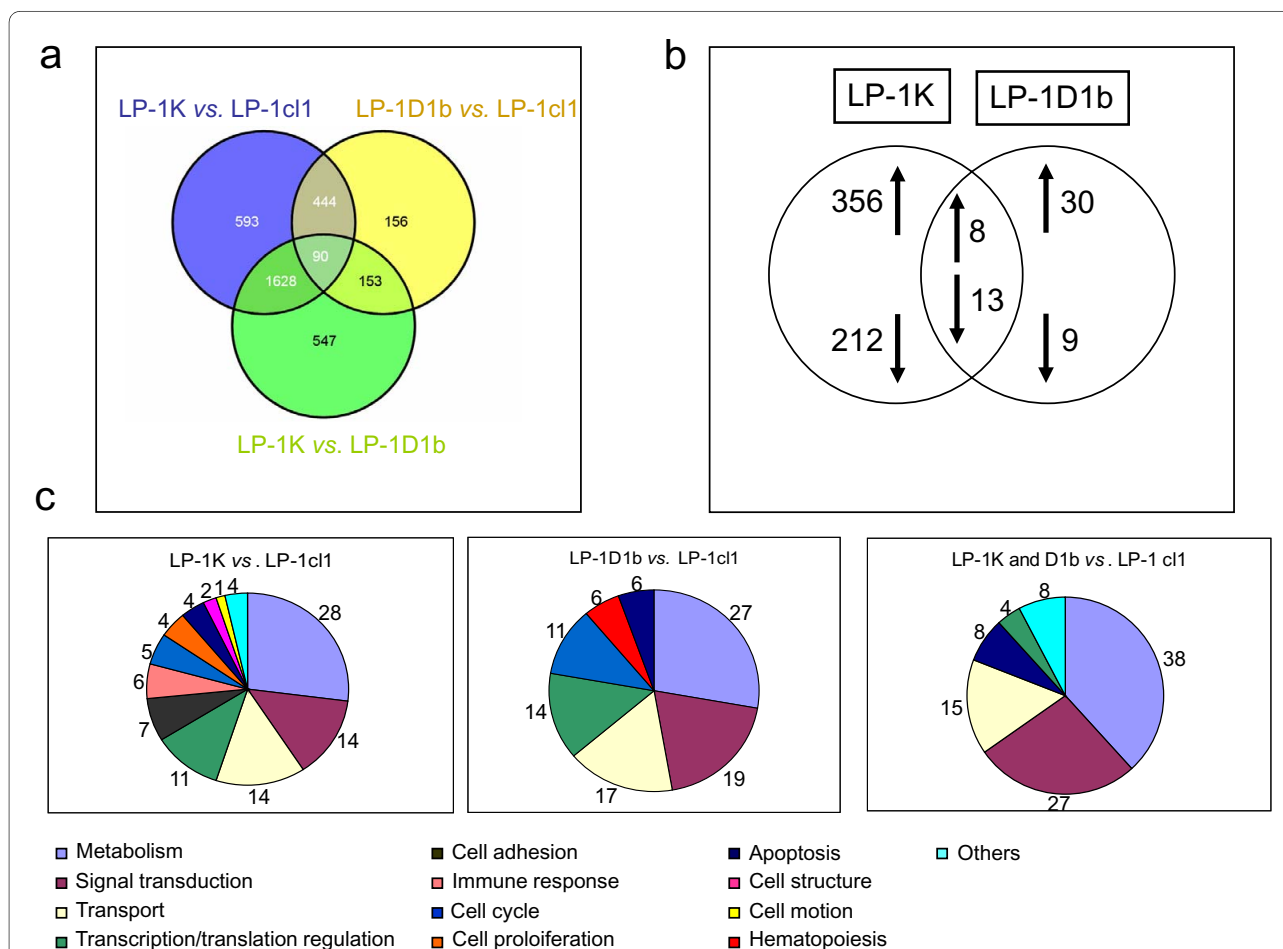 a
LP-1K vs. LP-1cl1
LP-1D1b vs. LP-1cl1
593
444
156
90
1628
153
547
LP-1K vs. LP-1D1b
b
LP-1K
LP-1D1b
356
8
30
212
13
9
c
LP-1K vs. LP-1cl1
28
14
14
11
7
6
5
4
4
2
1
4
LP-1D1b vs. LP-1cl1
27
19
17
14
11
6
6
LP-1K and D1b vs. LP-1 cl1
38
27
15
8
4
8
Metabolism
Signal transduction
Transport
Transcription/translation regulation
Cell adhesion
Immune response
Cell cycle
Cell proloiferation
Apoptosis
Cell structure
Cell motion
Hematopoiesis
Others